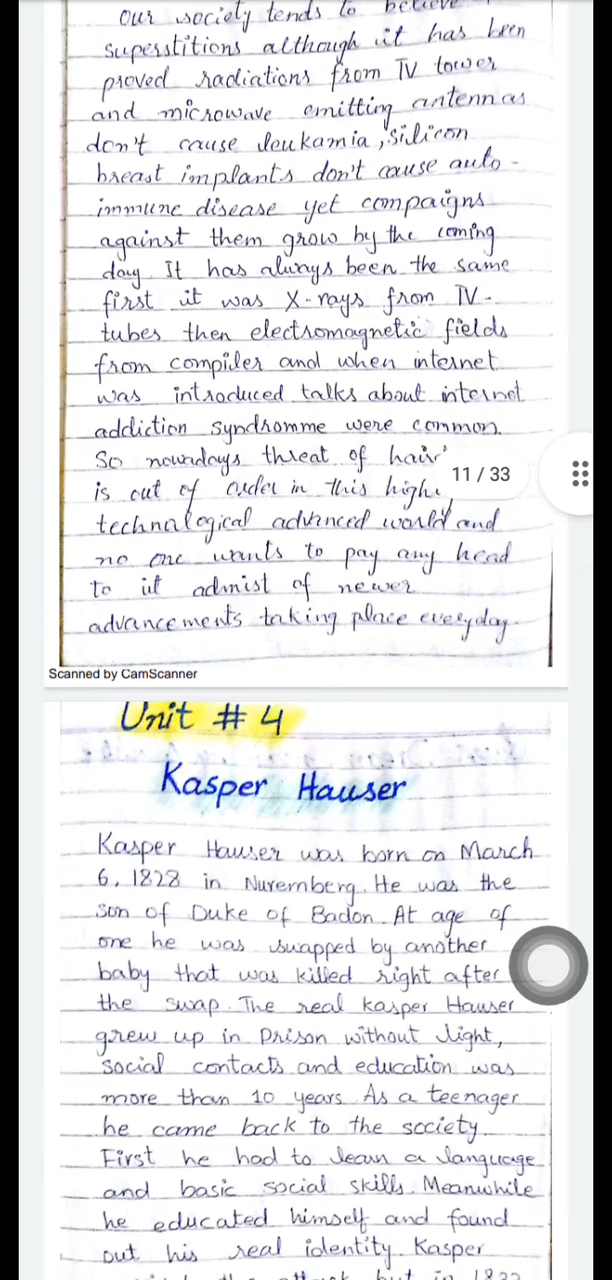 our society tends to believe
superstitions although it has been
proved radiations from TV tower
and microwave emitting antennas
don't cause leukamia, silicon
breast implants don't cause auto-
immune disease yet compaigns
against them grow by the coming
day. It has always been the same
first it was X-rays from TV-
tubes then electromagnetic fields
from compiler and when internet
was introduced talks about internet
addiction syndromme were common.
So nowadays threat of
is out of order in this
technological advanced world and
no one wants to pay any head
to it admist of newer
advancements taking place everyday.
11 / 33
Scanned by CamScanner
Unit # 4
Kasper Hauser
Kasper Hauser was born on March
6, 1828 in Nuremberg. He was the
son of Duke of Badon. At age of
one he was swapped by another
baby that was killed right after
the swap. The real kasper Hauser
grew up in Prison without light,
social contacts and education was
more than 10 years. As a teenager
he came back to the society.
First he had to lean a language
and basic social skills. Meanwhile
he educated himself and found
out his real identity. Kasper